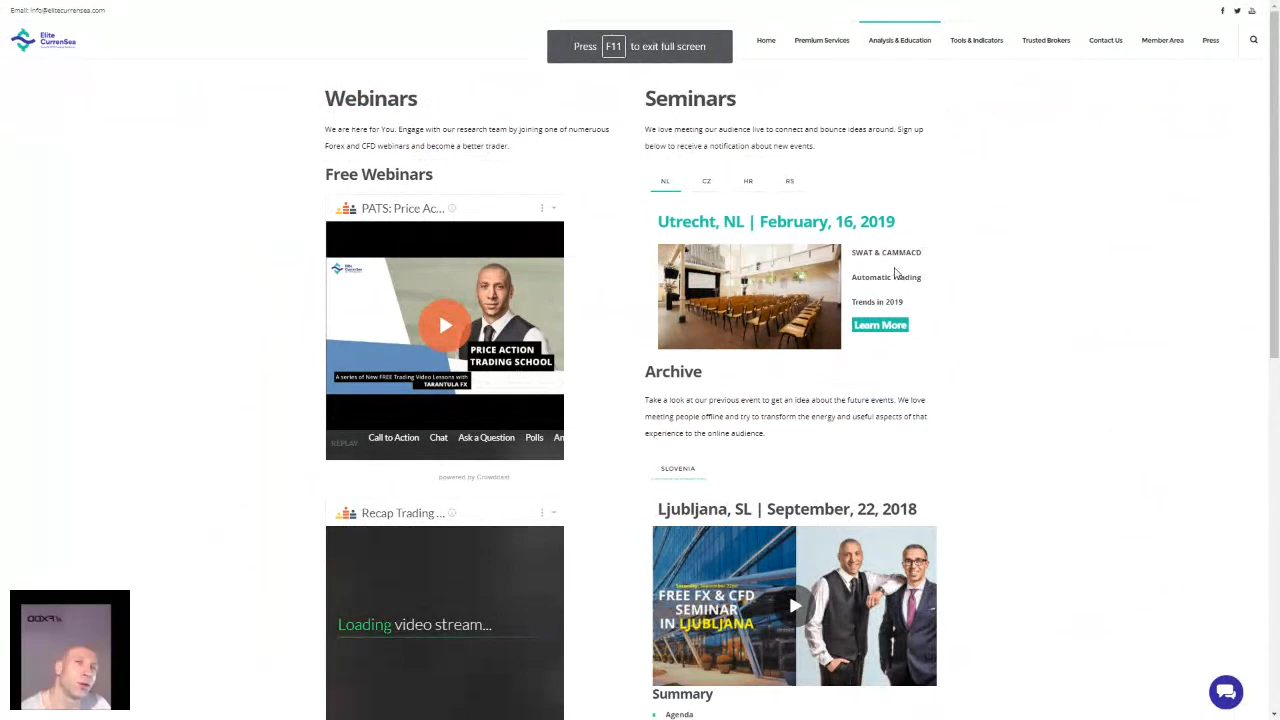 Email: info@elitecurrensea.com
Elite
CurrenSea
Press F11 to exit full screen
Home
Premium Services
Analysis & Education
Tools & Indicators
Trusted Brokers
Contact Us
Member Area
Press
Webinars
We are here for You. Engage with our research team by joining one of numuerous
Forex and CFD webinars and become a better trader.
Free Webinars
PATS: Price Ac...
Elite
CurrenSea
PRICE ACTION
TRADING SCHOOL
A series of New FREE Trading Video Lessons with
TARANTULA FX
REPLAY
Call to Action
Chat
Ask a Question
Polls
An
powered by Crowdcast
Recap Trading ...
Loading video stream...
Seminars
We love meeting our audience live to connect and bounce ideas around. Sign up
below to receive a notification about new events.
NL
CZ
HR
RS
Utrecht, NL | February, 16, 2019
SWAT & CAMMACD
Automatic Trading
Trends in 2019
Learn More
Archive
Take a look at our previous event to get an idea about the future events. We love
meeting people offline and try to transform the energy and useful aspects of that
experience to the online audience.
SLOVENIA
Ljubljana, SL | September, 22, 2018
Saturday, September 22nd
FREE FX & CFD
SEMINAR
IN LJUBLJANA
Summary
Agenda